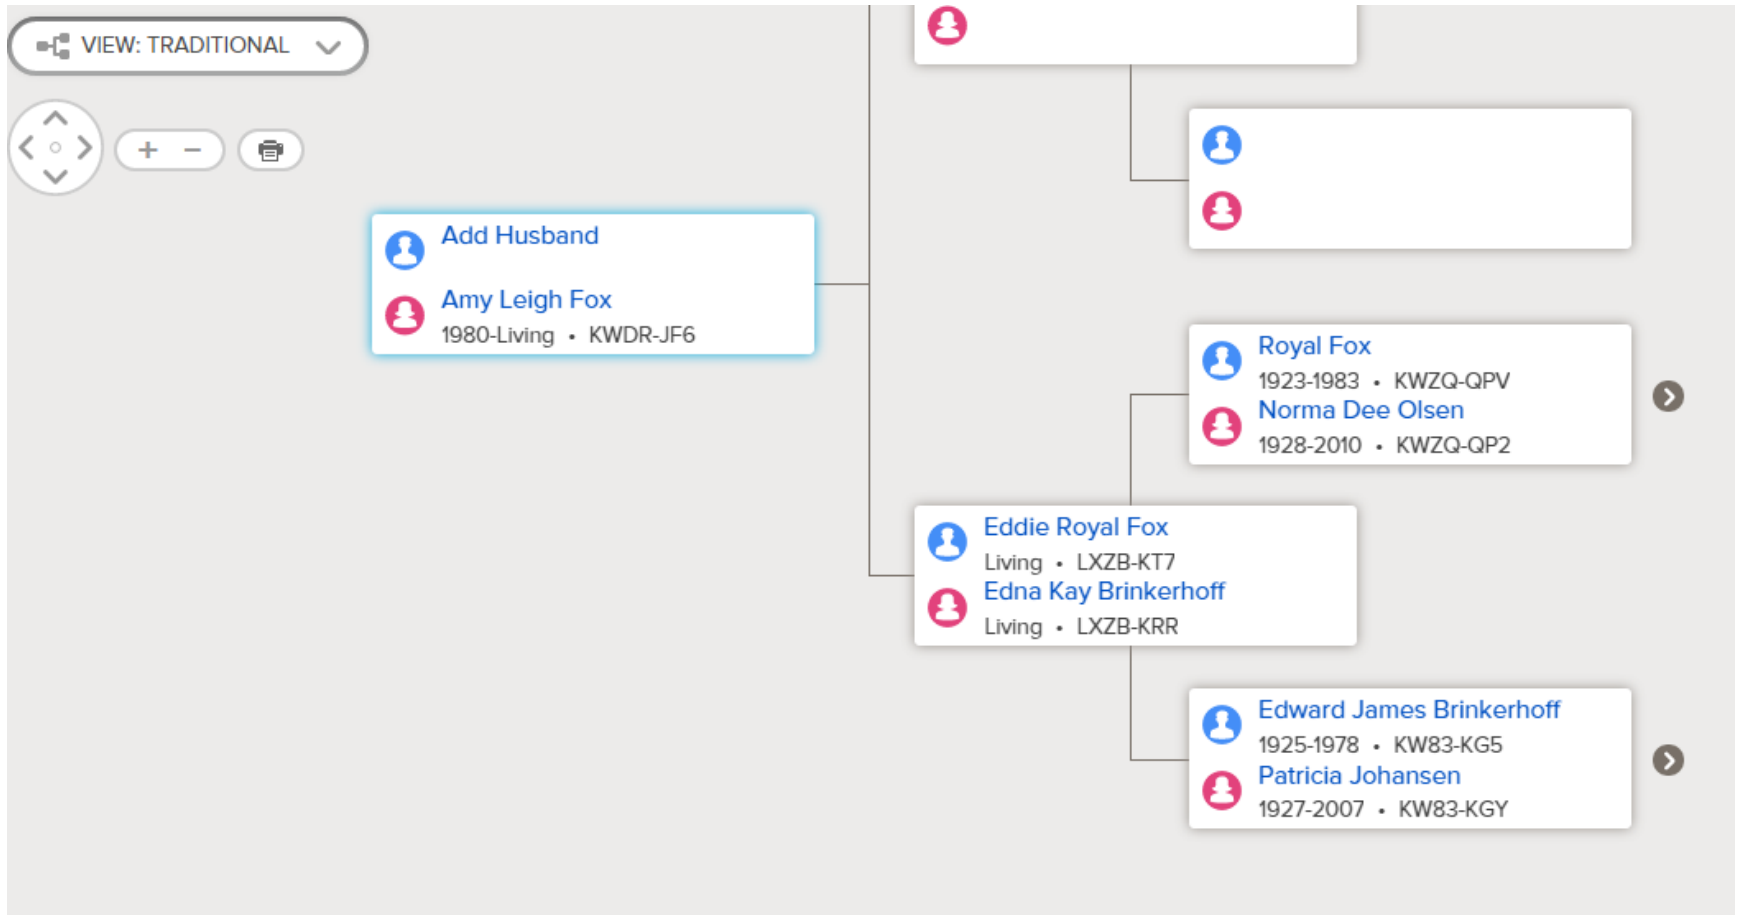 VIEW: TRADITIONAL
Add Husband
Amy Leigh Fox
1980-Living • KWDR-JF6
Royal Fox
1923-1983 • KWZQ-QPV
Norma Dee Olsen
1928-2010 • KWZQ-QP2
Eddie Royal Fox
Living • LXZB-KT7
Edna Kay Brinkerhoff
Living • LXZB-KRR
Edward James Brinkerhoff
1925-1978 • KW83-KG5
Patricia Johansen
1927-2007 • KW83-KGY